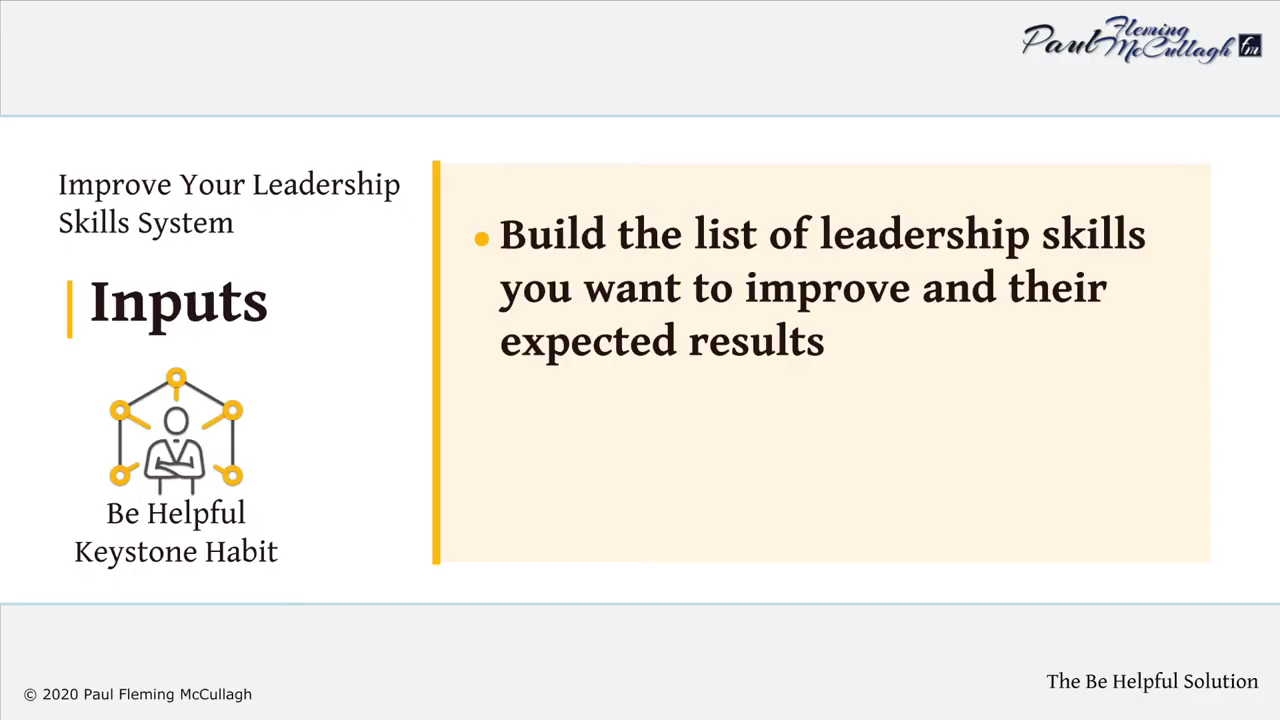 Paul Fleming
McCullagh fm
Improve Your Leadership
Skills System
Inputs
Be Helpful
Keystone Habit
• Build the list of leadership skills
you want to improve and their
expected results
© 2020 Paul Fleming McCullagh
The Be Helpful Solution